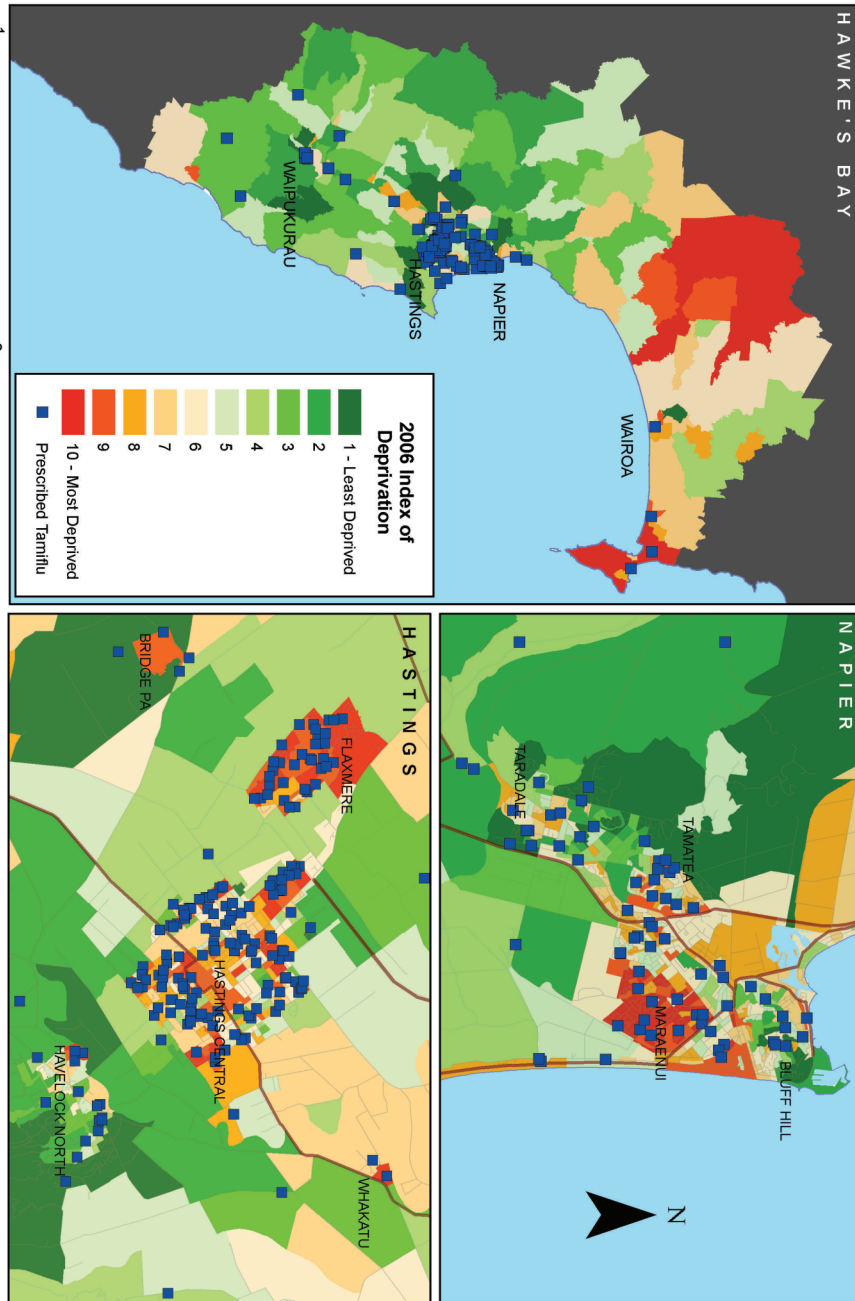 HAWKE'S BAY
WAIROA
NAPIER
HASTINGS
WAIPUKURAU
2006 Index of
Deprivation
1 - Least Deprived
2
3
4
5
6
7
8
9
10 - Most Deprived
Prescribed Tamiflu
NAPIER
BLUFF HILL
TAMATEA
MARAENUI
TARADALE
N
HASTINGS
FLAXMERE
BRIDGE PA
HASTINGS CENTRAL
WHAKATU
HAVELOCK NORTH